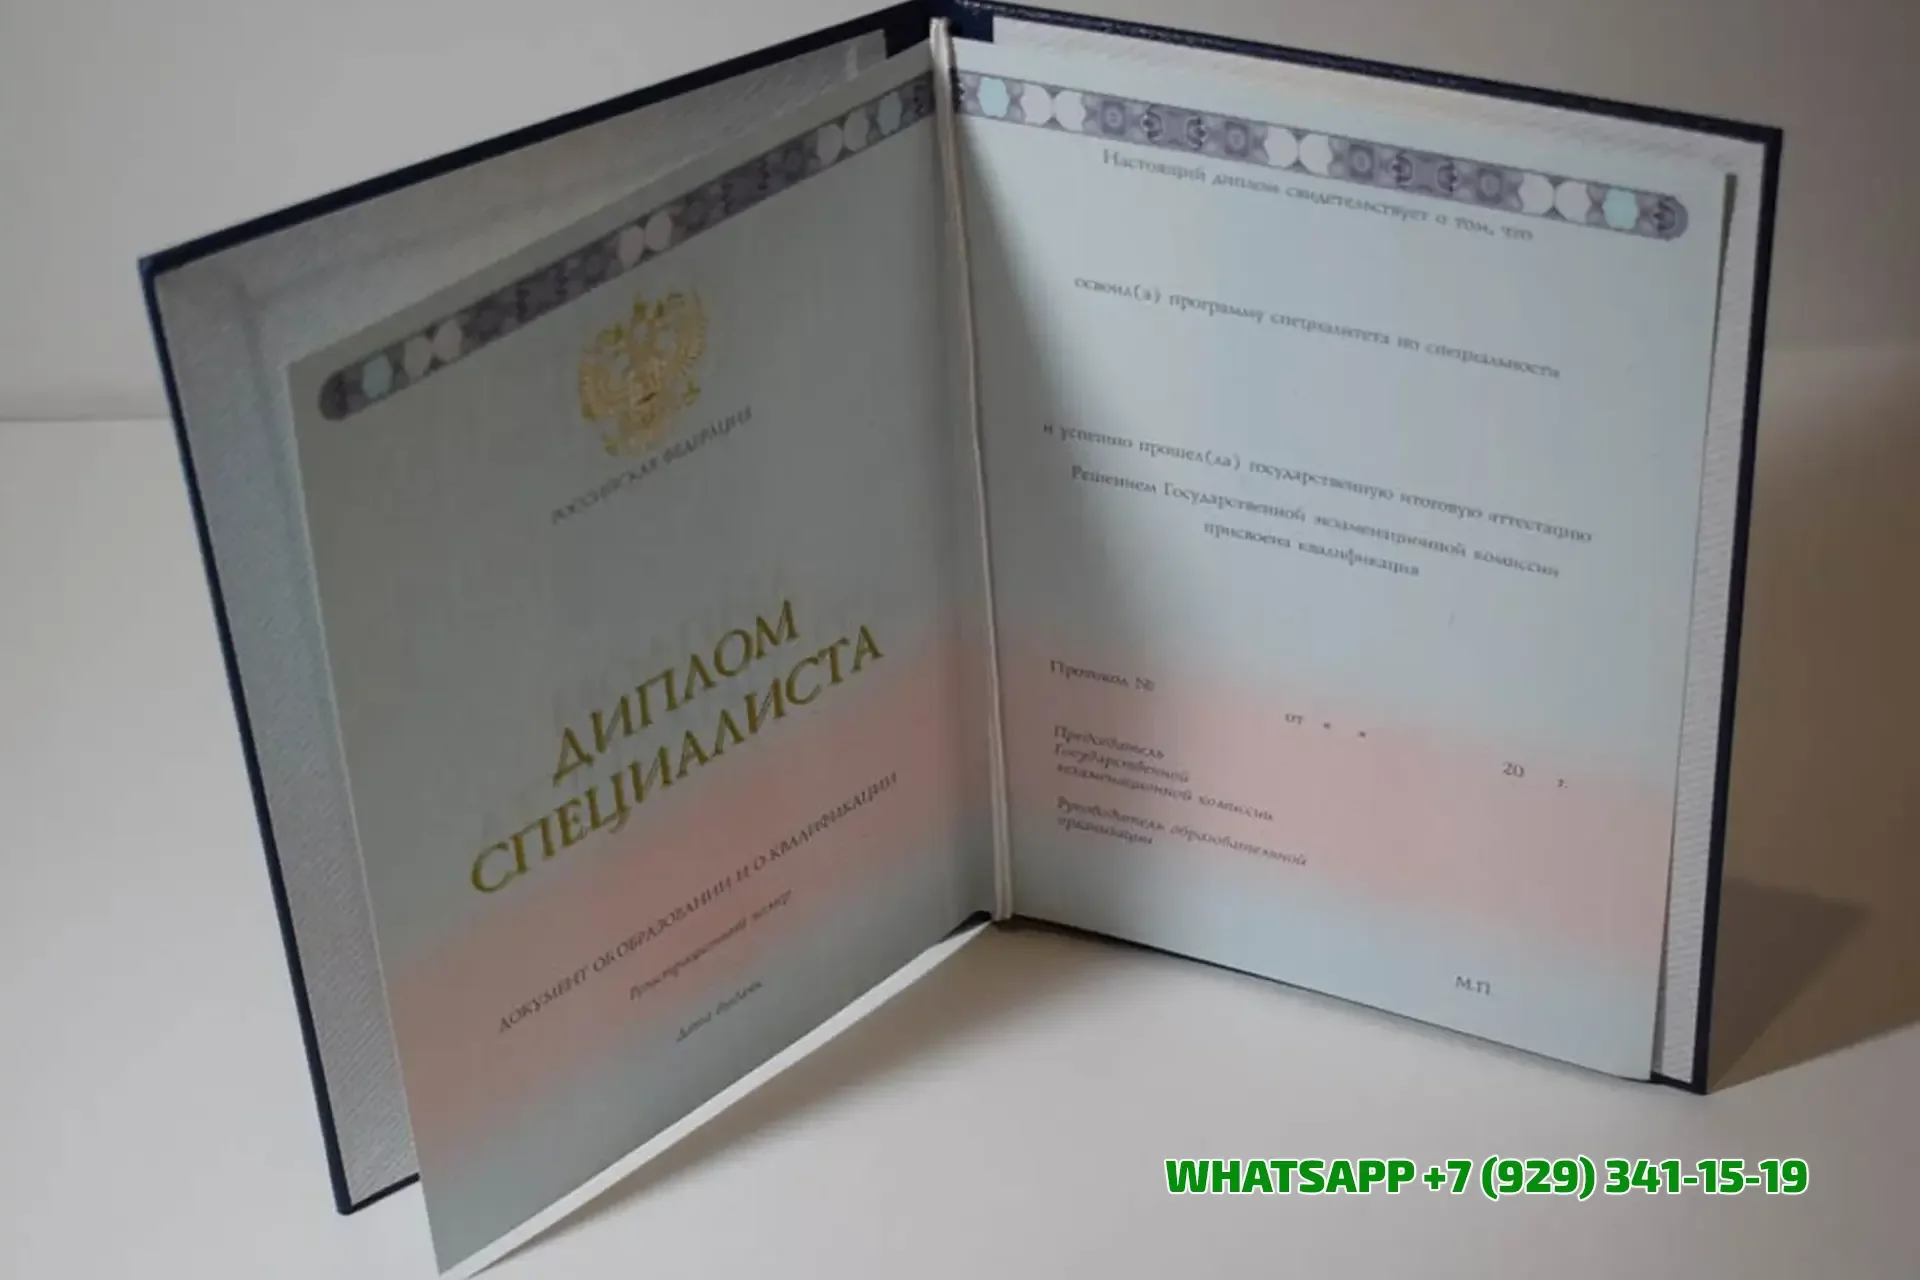 РОССИЙСКАЯ ФЕДЕРАЦИЯ
ДИПЛОМ
СПЕЦИАЛИСТА
ДОКУМЕНТ ОБ ОБРАЗОВАНИИ И О КВАЛИФИКАЦИИ
Регистрационный номер
Дата выдачи
Настоящий диплом свидетельствует о том, что
освоил(а) программу специалитета по специальности
и успешно прошел(ла) государственную итоговую аттестацию
Решением Государственной экзаменационной комиссии
присвоена квалификация
Протокол №
от « »
20 г.
Председатель
Государственной
экзаменационной комиссии
Руководитель образовательной
организации
М.П.
WHATSAPP +7 (929) 341-15-19